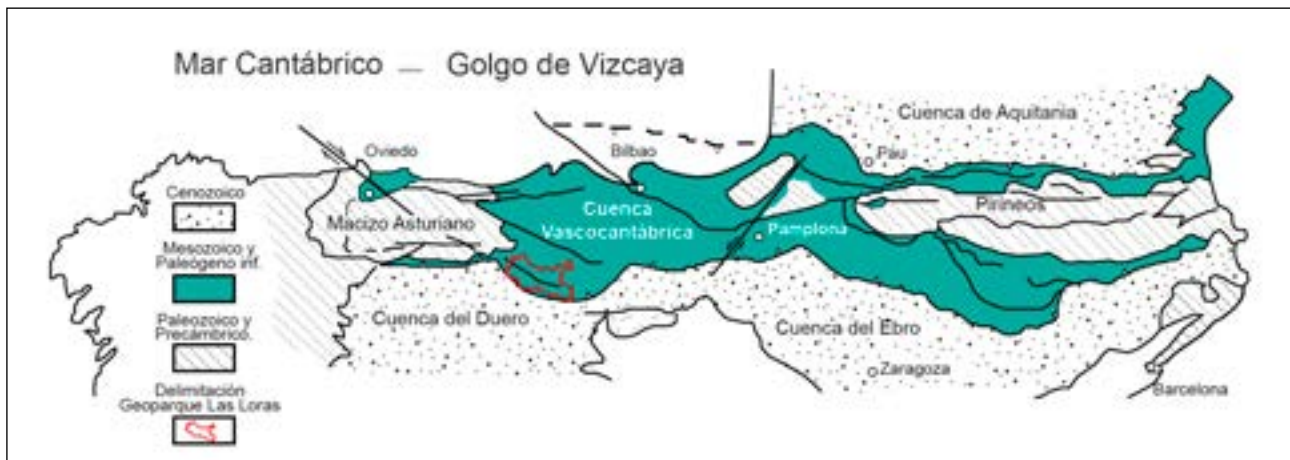 Mar Cantábrico — Golgo de Vizcaya
Cuenca de Aquitania
Oviedo
Bilbao
Pau
Cenozoico
Macizo Asturiano
Cuenca
Vascocantábrica
Pirineos
Pamplona
Mesozoico y
Paleógeno inf.
Cuenca del Duero
Cuenca del Ebro
Paleozoico y
Precámbrico.
Zaragoza
Barcelona
Delimitación
Geoparque Las Loras